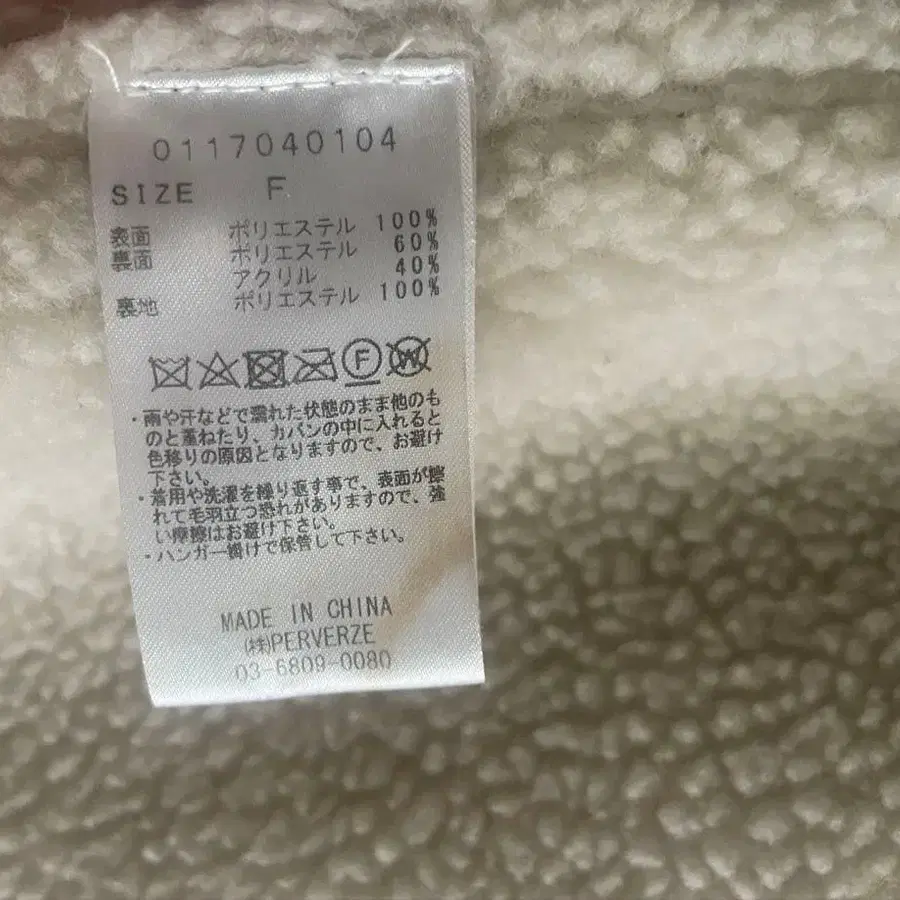 0117040104
SIZE F
表面 ポリエステル 100%
裏面 ポリエステル 60%
アクリル 40%
裏地 ポリエステル 100%
F W
・雨や汗などで濡れた状態のまま他のも
のと重ねたり、カバンの中に入れると
色移りの原因となりますので、お避け
下さい。
・着用や洗濯を繰り返す事で、表面が擦
れて毛羽立つ恐れがありますので、強
い摩擦はお避け下さい。
・ハンガー掛けで保管して下さい。
MADE IN CHINA
㈱PERVERZE
03-6809-0080